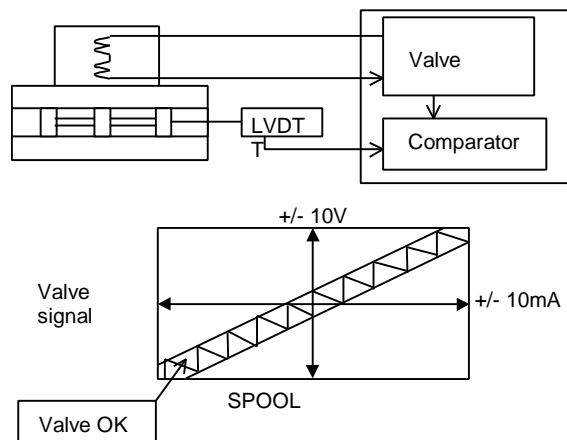 Valve
LVDT
T
Comparator
+/- 10V
Valve
signal
+/- 10mA
SPOOL
Valve OK